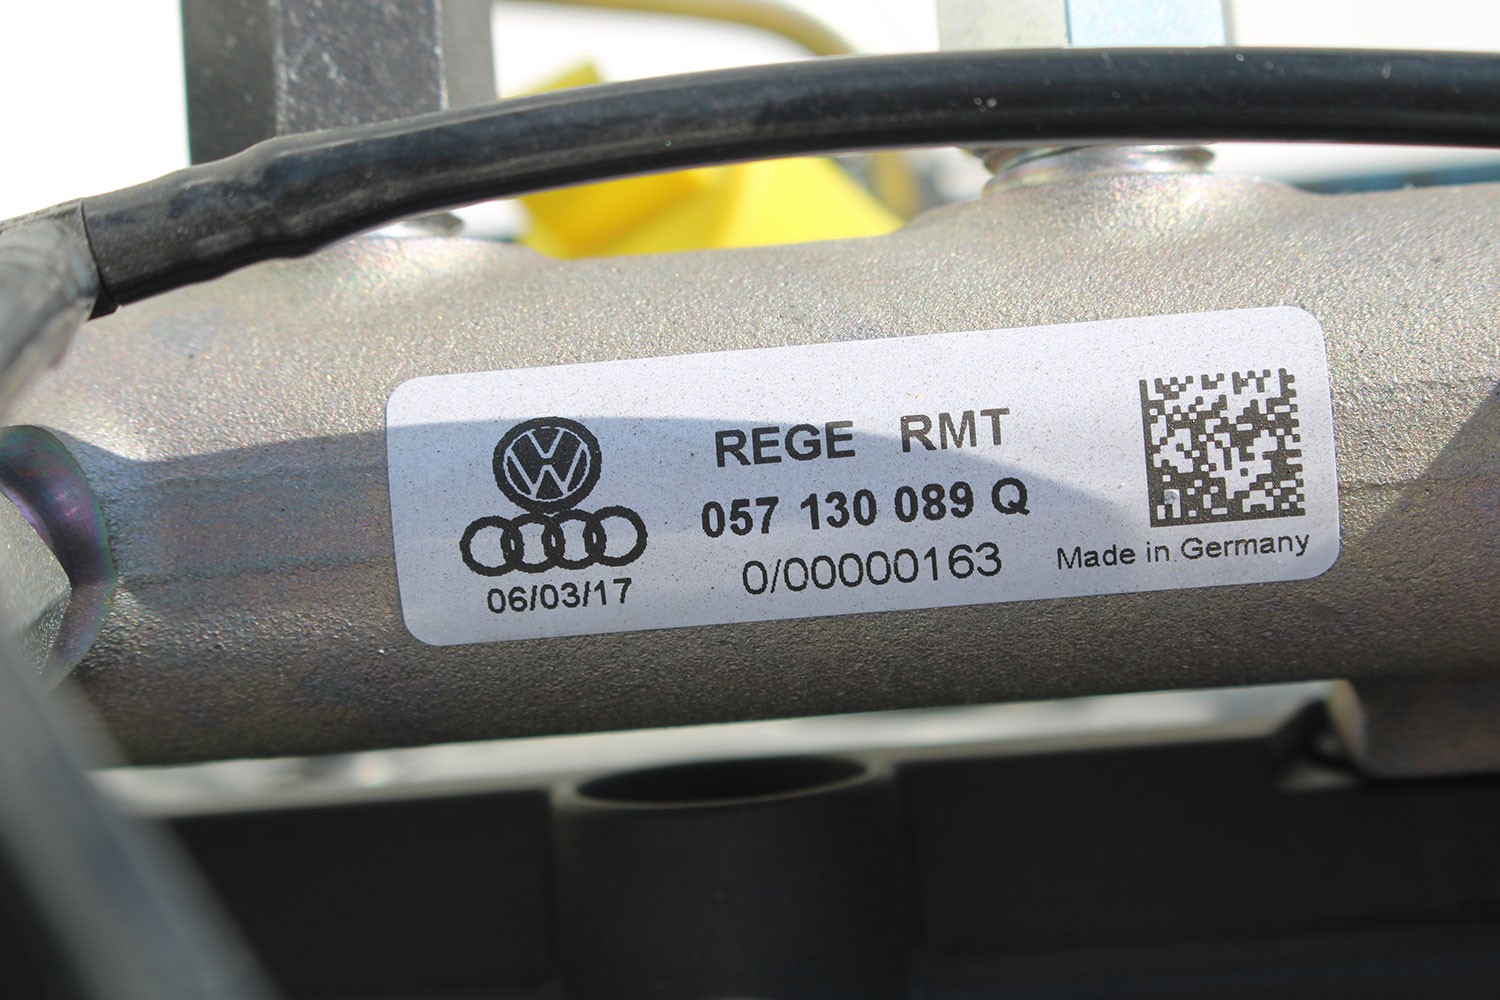 REGE RMT
057 130 089 Q
0/00000163
06/03/17
Made in Germany